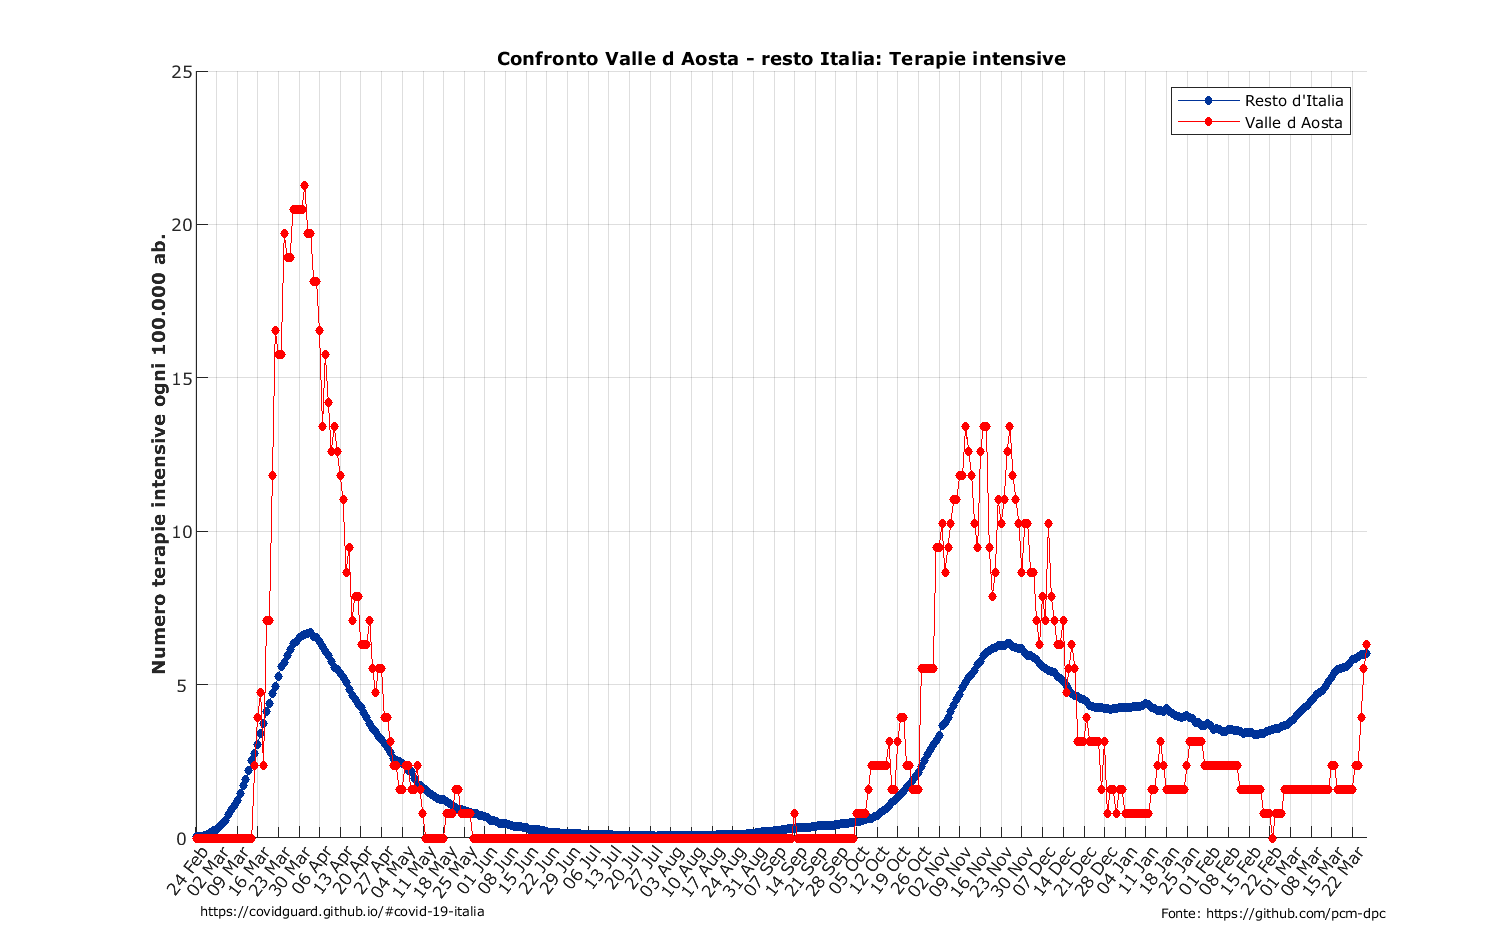 Confronto Valle d Aosta - resto Italia: Terapie intensive
Resto d'Italia
Valle d Aosta
Numero terapie intensive ogni 100.000 ab.
25
20
15
10
5
0
24 Feb
02 Mar
09 Mar
16 Mar
23 Mar
30 Mar
06 Apr
13 Apr
20 Apr
27 Apr
04 May
11 May
18 May
25 May
01 Jun
08 Jun
15 Jun
22 Jun
29 Jun
06 Jul
13 Jul
20 Jul
27 Jul
03 Aug
10 Aug
17 Aug
24 Aug
31 Aug
07 Sep
14 Sep
21 Sep
28 Sep
05 Oct
12 Oct
19 Oct
26 Oct
02 Nov
09 Nov
16 Nov
23 Nov
30 Nov
07 Dec
14 Dec
21 Dec
28 Dec
04 Jan
11 Jan
18 Jan
25 Jan
01 Feb
08 Feb
15 Feb
22 Feb
01 Mar
08 Mar
15 Mar
22 Mar
https://covidguard.github.io/#covid-19-italia
Fonte: https://github.com/pcm-dpc